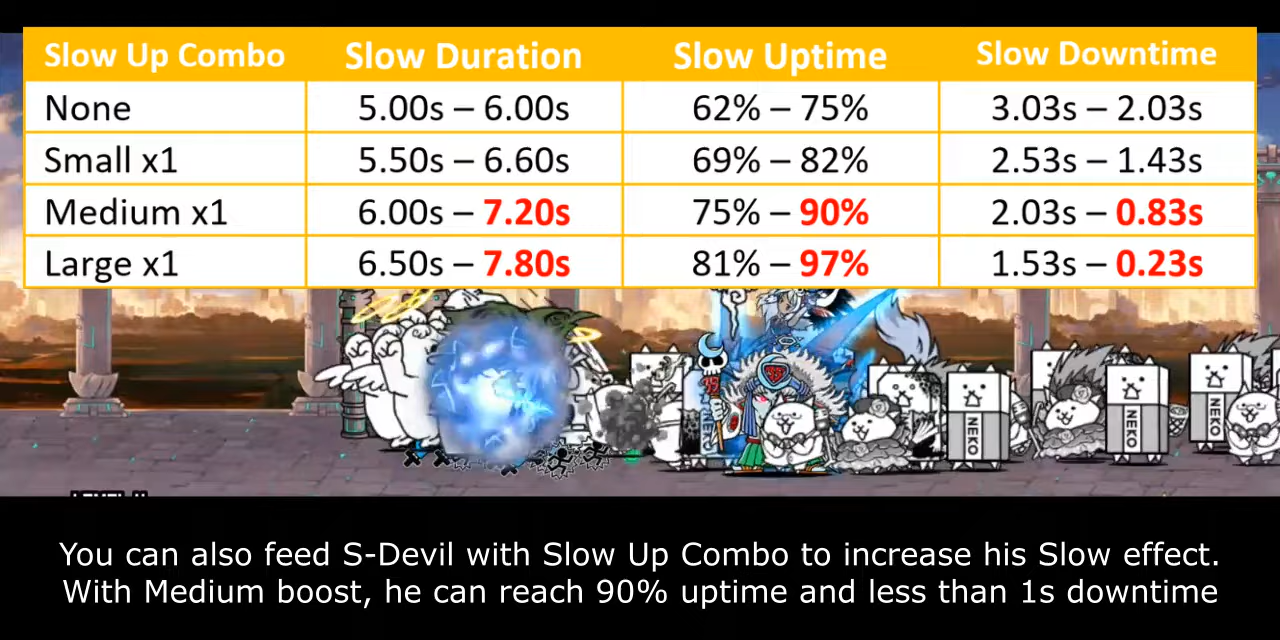 Slow Up Combo Slow Duration Slow Uptime Slow Downtime
None 5.00s – 6.00s 62% – 75% 3.03s – 2.03s
Small x1 5.50s – 6.60s 69% – 82% 2.53s – 1.43s
Medium x1 6.00s – 7.20s 75% – 90% 2.03s – 0.83s
Large x1 6.50s – 7.80s 81% – 97% 1.53s – 0.23s
NEKO
NEKO
NEKO
You can also feed S-Devil with Slow Up Combo to increase his Slow effect.
With Medium boost, he can reach 90% uptime and less than 1s downtime